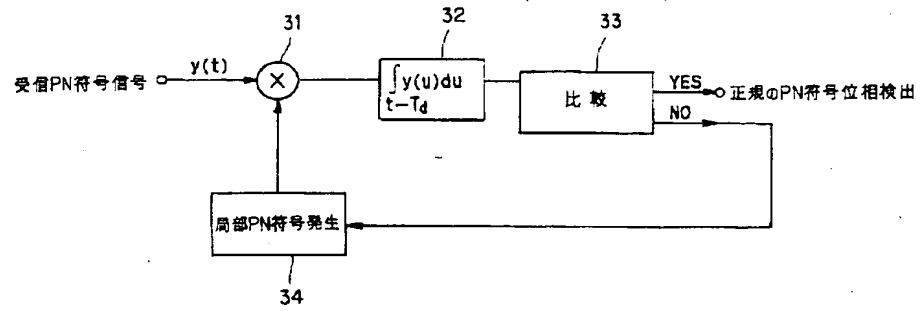 31
32
33
受信PN符号信号
y(t)
×
∫y(u)du
t-Td
比較
YES
正規のPN符号位相検出
NO
局部PN符号発生
34